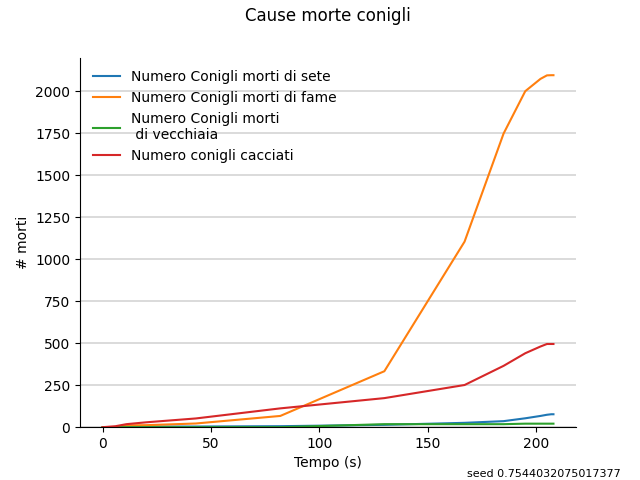 Cause morte conigli
Numero Conigli morti di sete
Numero Conigli morti di fame
Numero Conigli morti
di vecchiaia
Numero conigli cacciati
# morti
2000
1750
1500
1250
1000
750
500
250
0
0 50 100 150 200
Tempo (s)
seed 0.7544032075017377